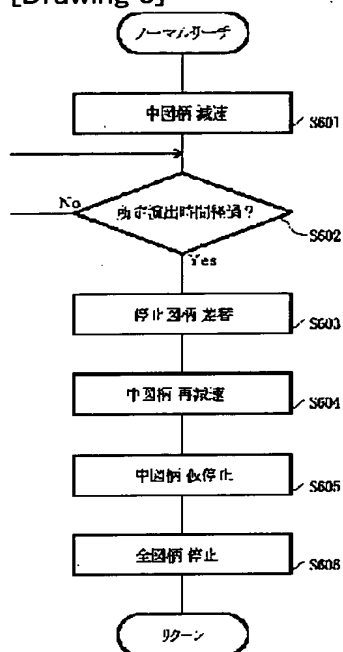 ノーマルリーチ
中図柄 減速
S601
No
所定演出時間経過?
S602
Yes
停止図柄 差替
S603
中図柄 再減速
S604
中図柄 仮停止
S605
全図柄 停止
S606
リターン